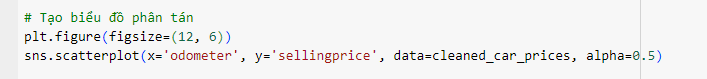 # Tạo biểu đồ phân tán
plt.figure(figsize=(12, 6))
sns.scatterplot(x='odometer', y='sellingprice', data=cleaned_car_prices, alpha=0.5)